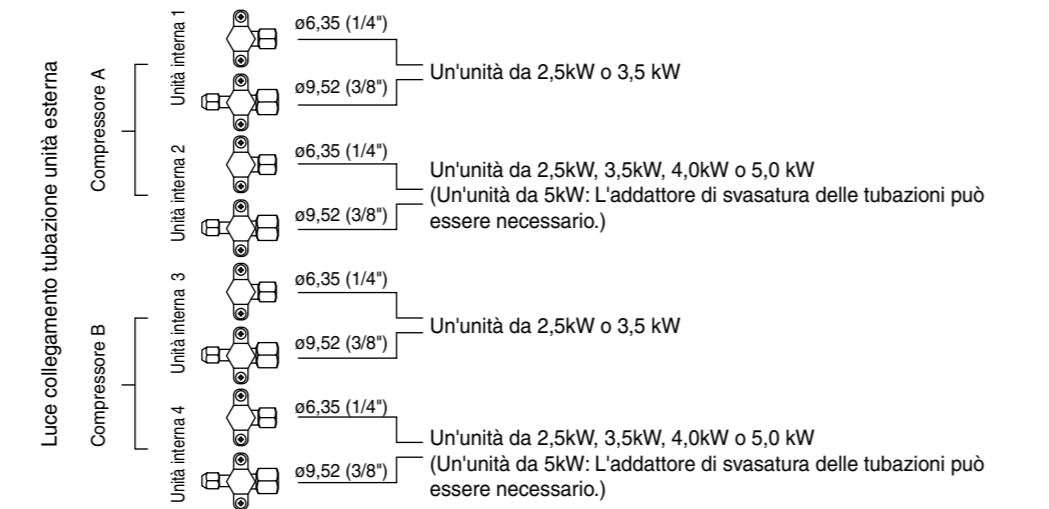 Luce collegamento tubazione unità esterna
Compressore A
Unità interna 1
ø6,35 (1/4")
ø9,52 (3/8")
Un'unità da 2,5kW o 3,5 kW
Unità interna 2
ø6,35 (1/4")
ø9,52 (3/8")
Un'unità da 2,5kW, 3,5kW, 4,0kW o 5,0 kW
(Un'unità da 5kW: L'addattore di svasatura delle tubazioni può
essere necessario.)
Compressore B
Unità interna 3
ø6,35 (1/4")
ø9,52 (3/8")
Un'unità da 2,5kW o 3,5 kW
Unità interna 4
ø6,35 (1/4")
ø9,52 (3/8")
Un'unità da 2,5kW, 3,5kW, 4,0kW o 5,0 kW
(Un'unità da 5kW: L'addattore di svasatura delle tubazioni può
essere necessario.)